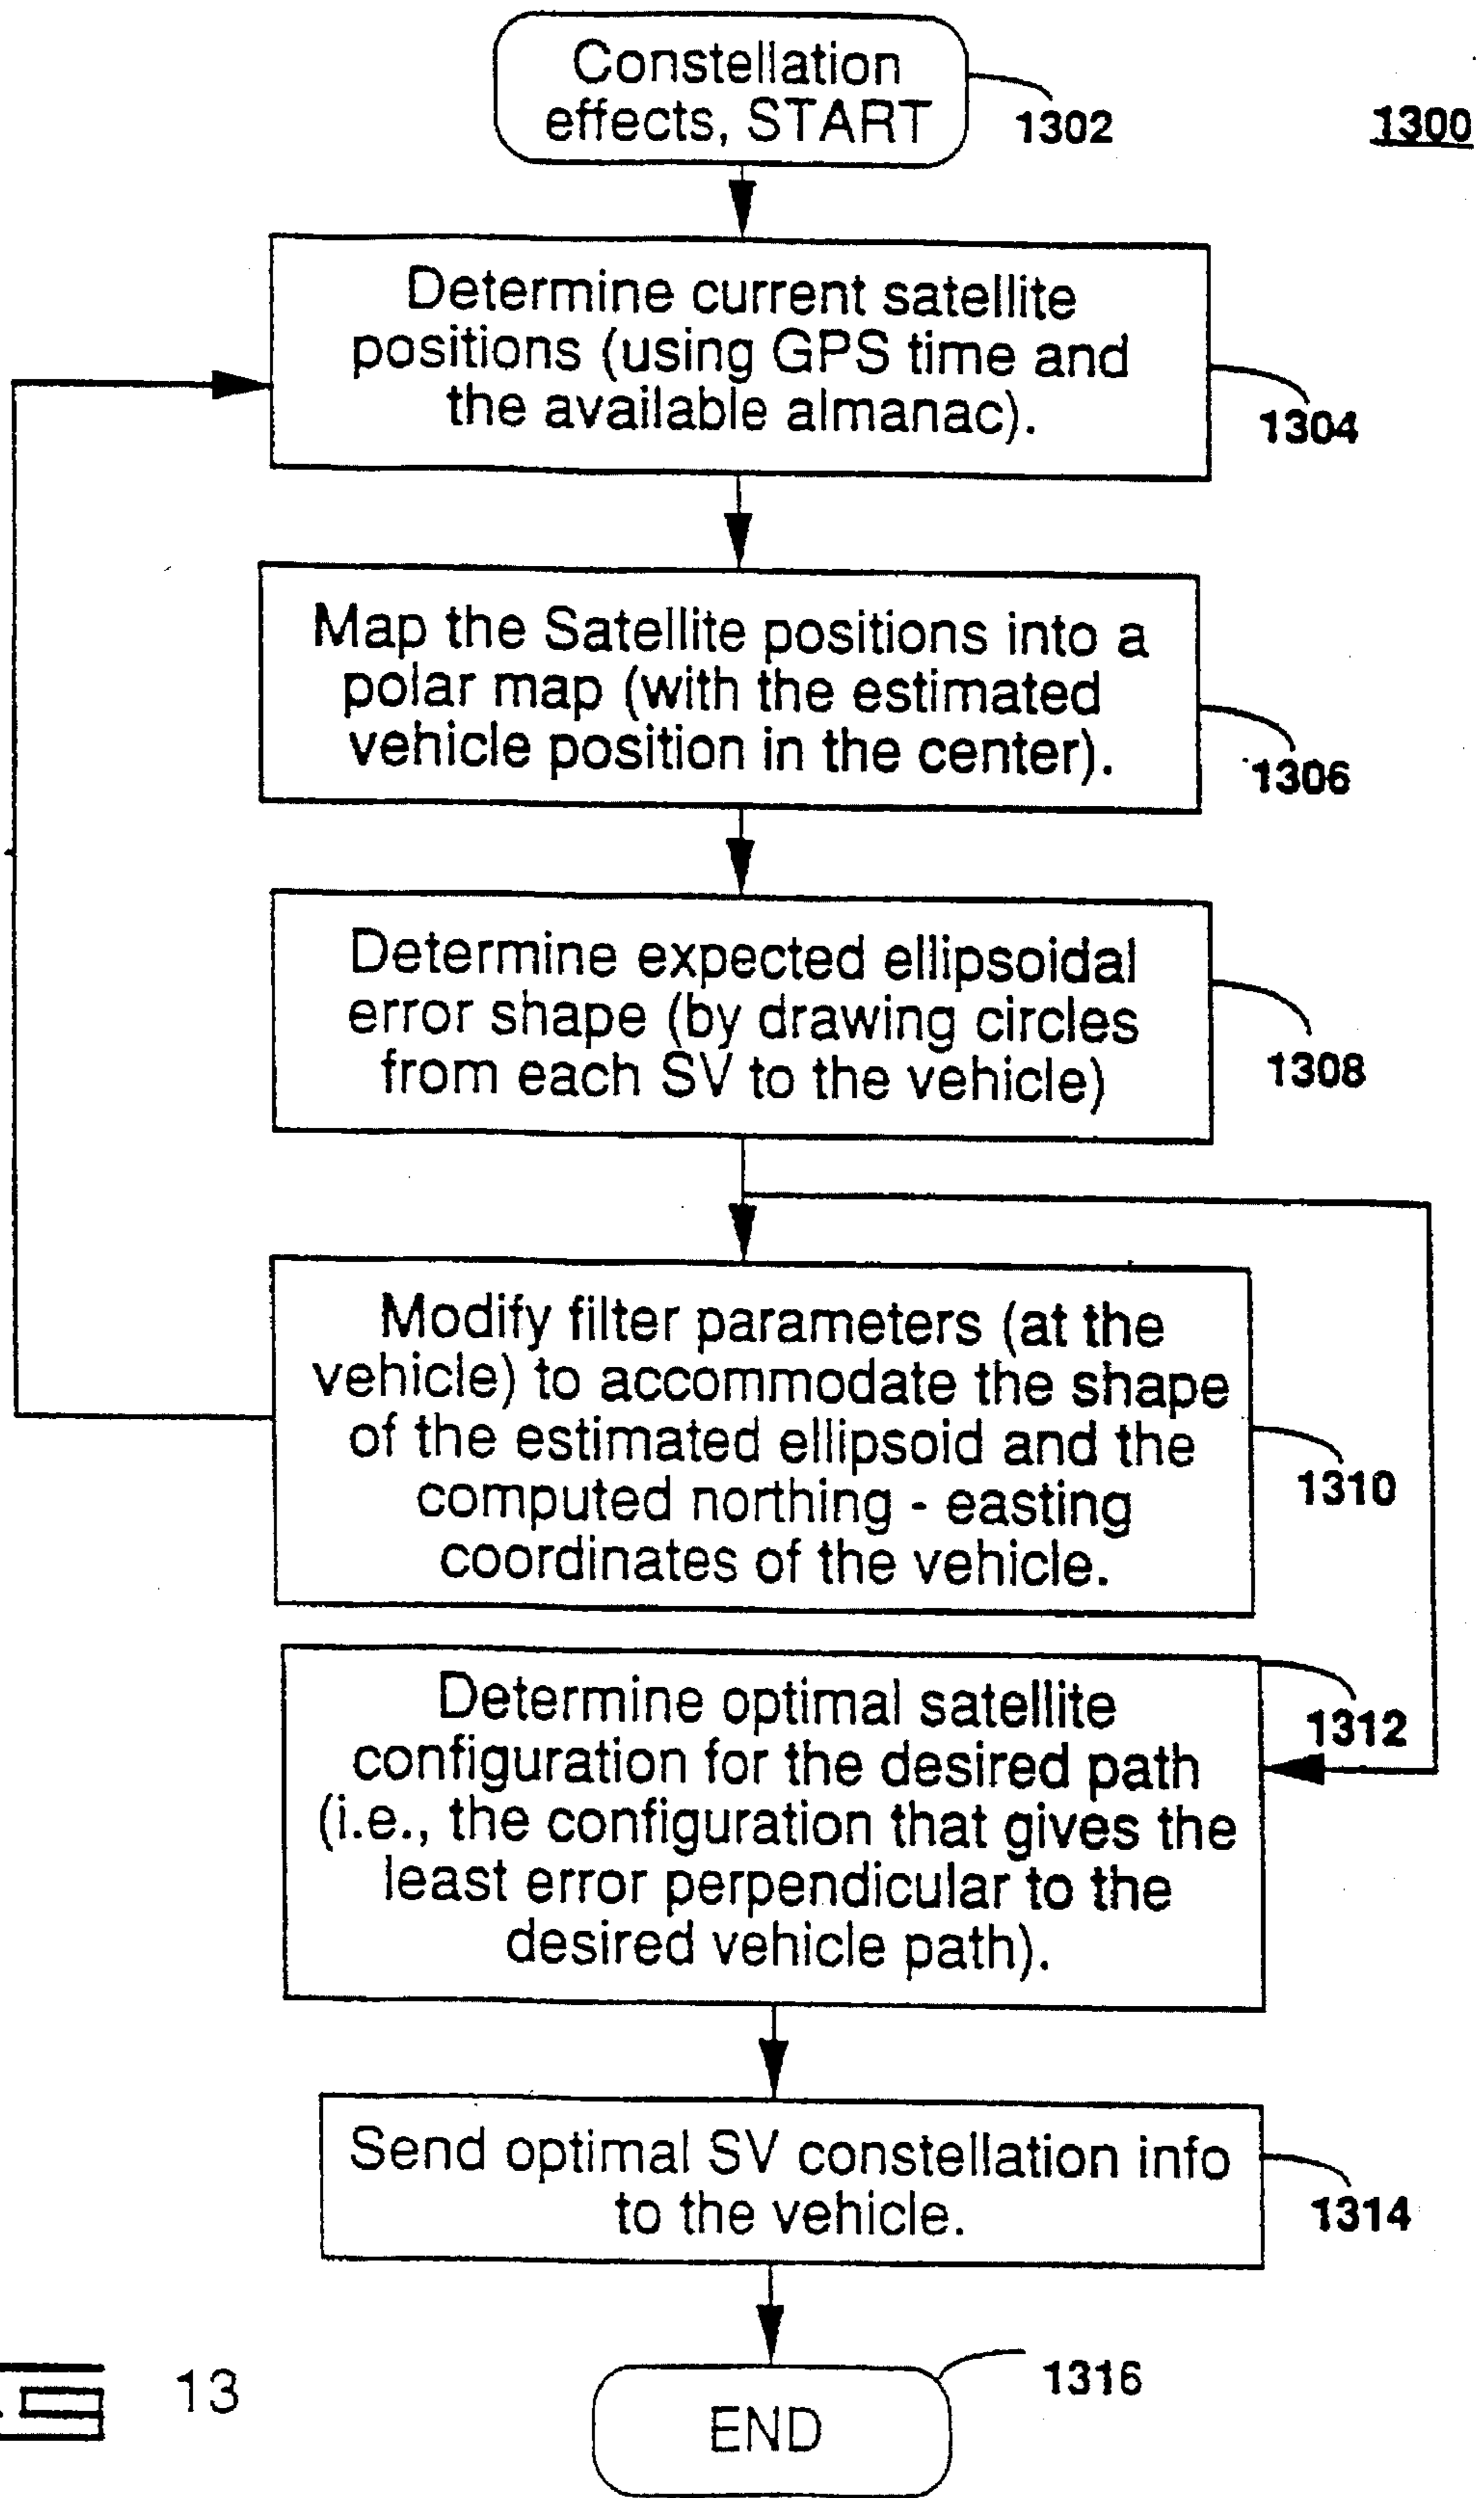 Constellation
effects, START
1302
1300
Determine current satellite
positions (using GPS time and
the available almanac).
1304
Map the Satellite positions into a
polar map (with the estimated
vehicle position in the center).
1306
Determine expected ellipsoidal
error shape (by drawing circles
from each SV to the vehicle)
1308
Modify filter parameters (at the
vehicle) to accommodate the shape
of the estimated ellipsoid and the
computed northing - easting
coordinates of the vehicle.
1310
Determine optimal satellite
configuration for the desired path
(i.e., the configuration that gives the
least error perpendicular to the
desired vehicle path).
1312
Send optimal SV constellation info
to the vehicle.
1314
END
1316
13